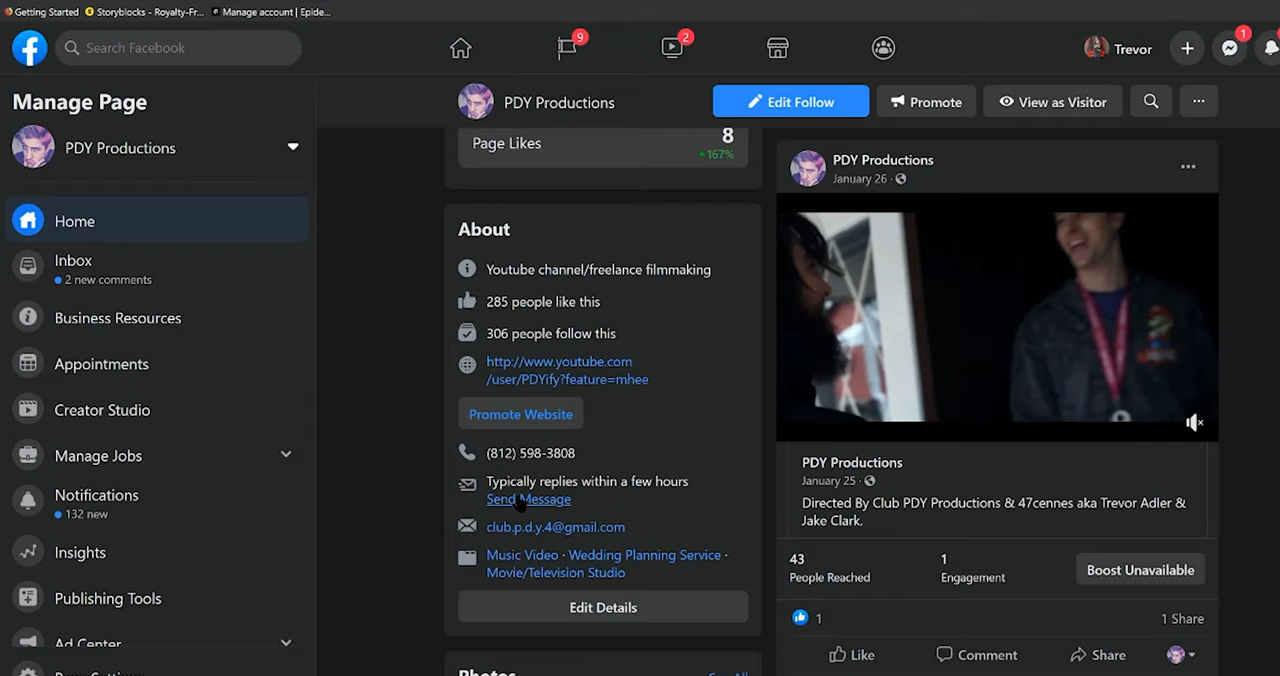 Getting Started Storyblocks - Royalty-Fr... Manage account | Epide...
Search Facebook
9
2
Trevor
1
Manage Page
PDY Productions
Home
Inbox
2 new comments
Business Resources
Appointments
Creator Studio
Manage Jobs
Notifications
132 new
Insights
Publishing Tools
Ad Center
PDY Productions
Edit Follow
Promote
View as Visitor
Page Likes
8
167%
About
Youtube channel/freelance filmmaking
285 people like this
306 people follow this
http://www.youtube.com
/user/PDYify?feature=mhee
Promote Website
(812) 598-3808
Typically replies within a few hours
Send Message
club.p.d.y.4@gmail.com
Music Video · Wedding Planning Service ·
Movie/Television Studio
Edit Details
Photos
PDY Productions
January 26 ·
PDY Productions
January 25 ·
Directed By Club PDY Productions & 47cennes aka Trevor Adler &
Jake Clark.
43
People Reached
1
Engagement
Boost Unavailable
1
1 Share
Like
Comment
Share